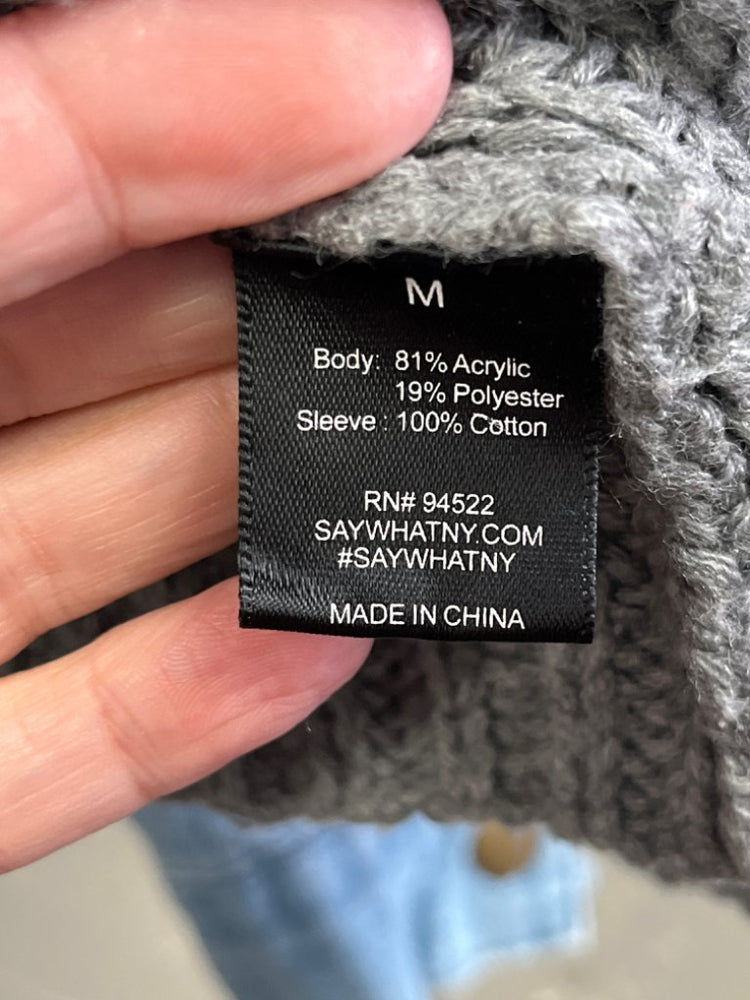 M
Body: 81% Acrylic
19% Polyester
Sleeve : 100% Cotton
RN# 94522
SAYWHATNY.COM
#SAYWHATNY
MADE IN CHINA